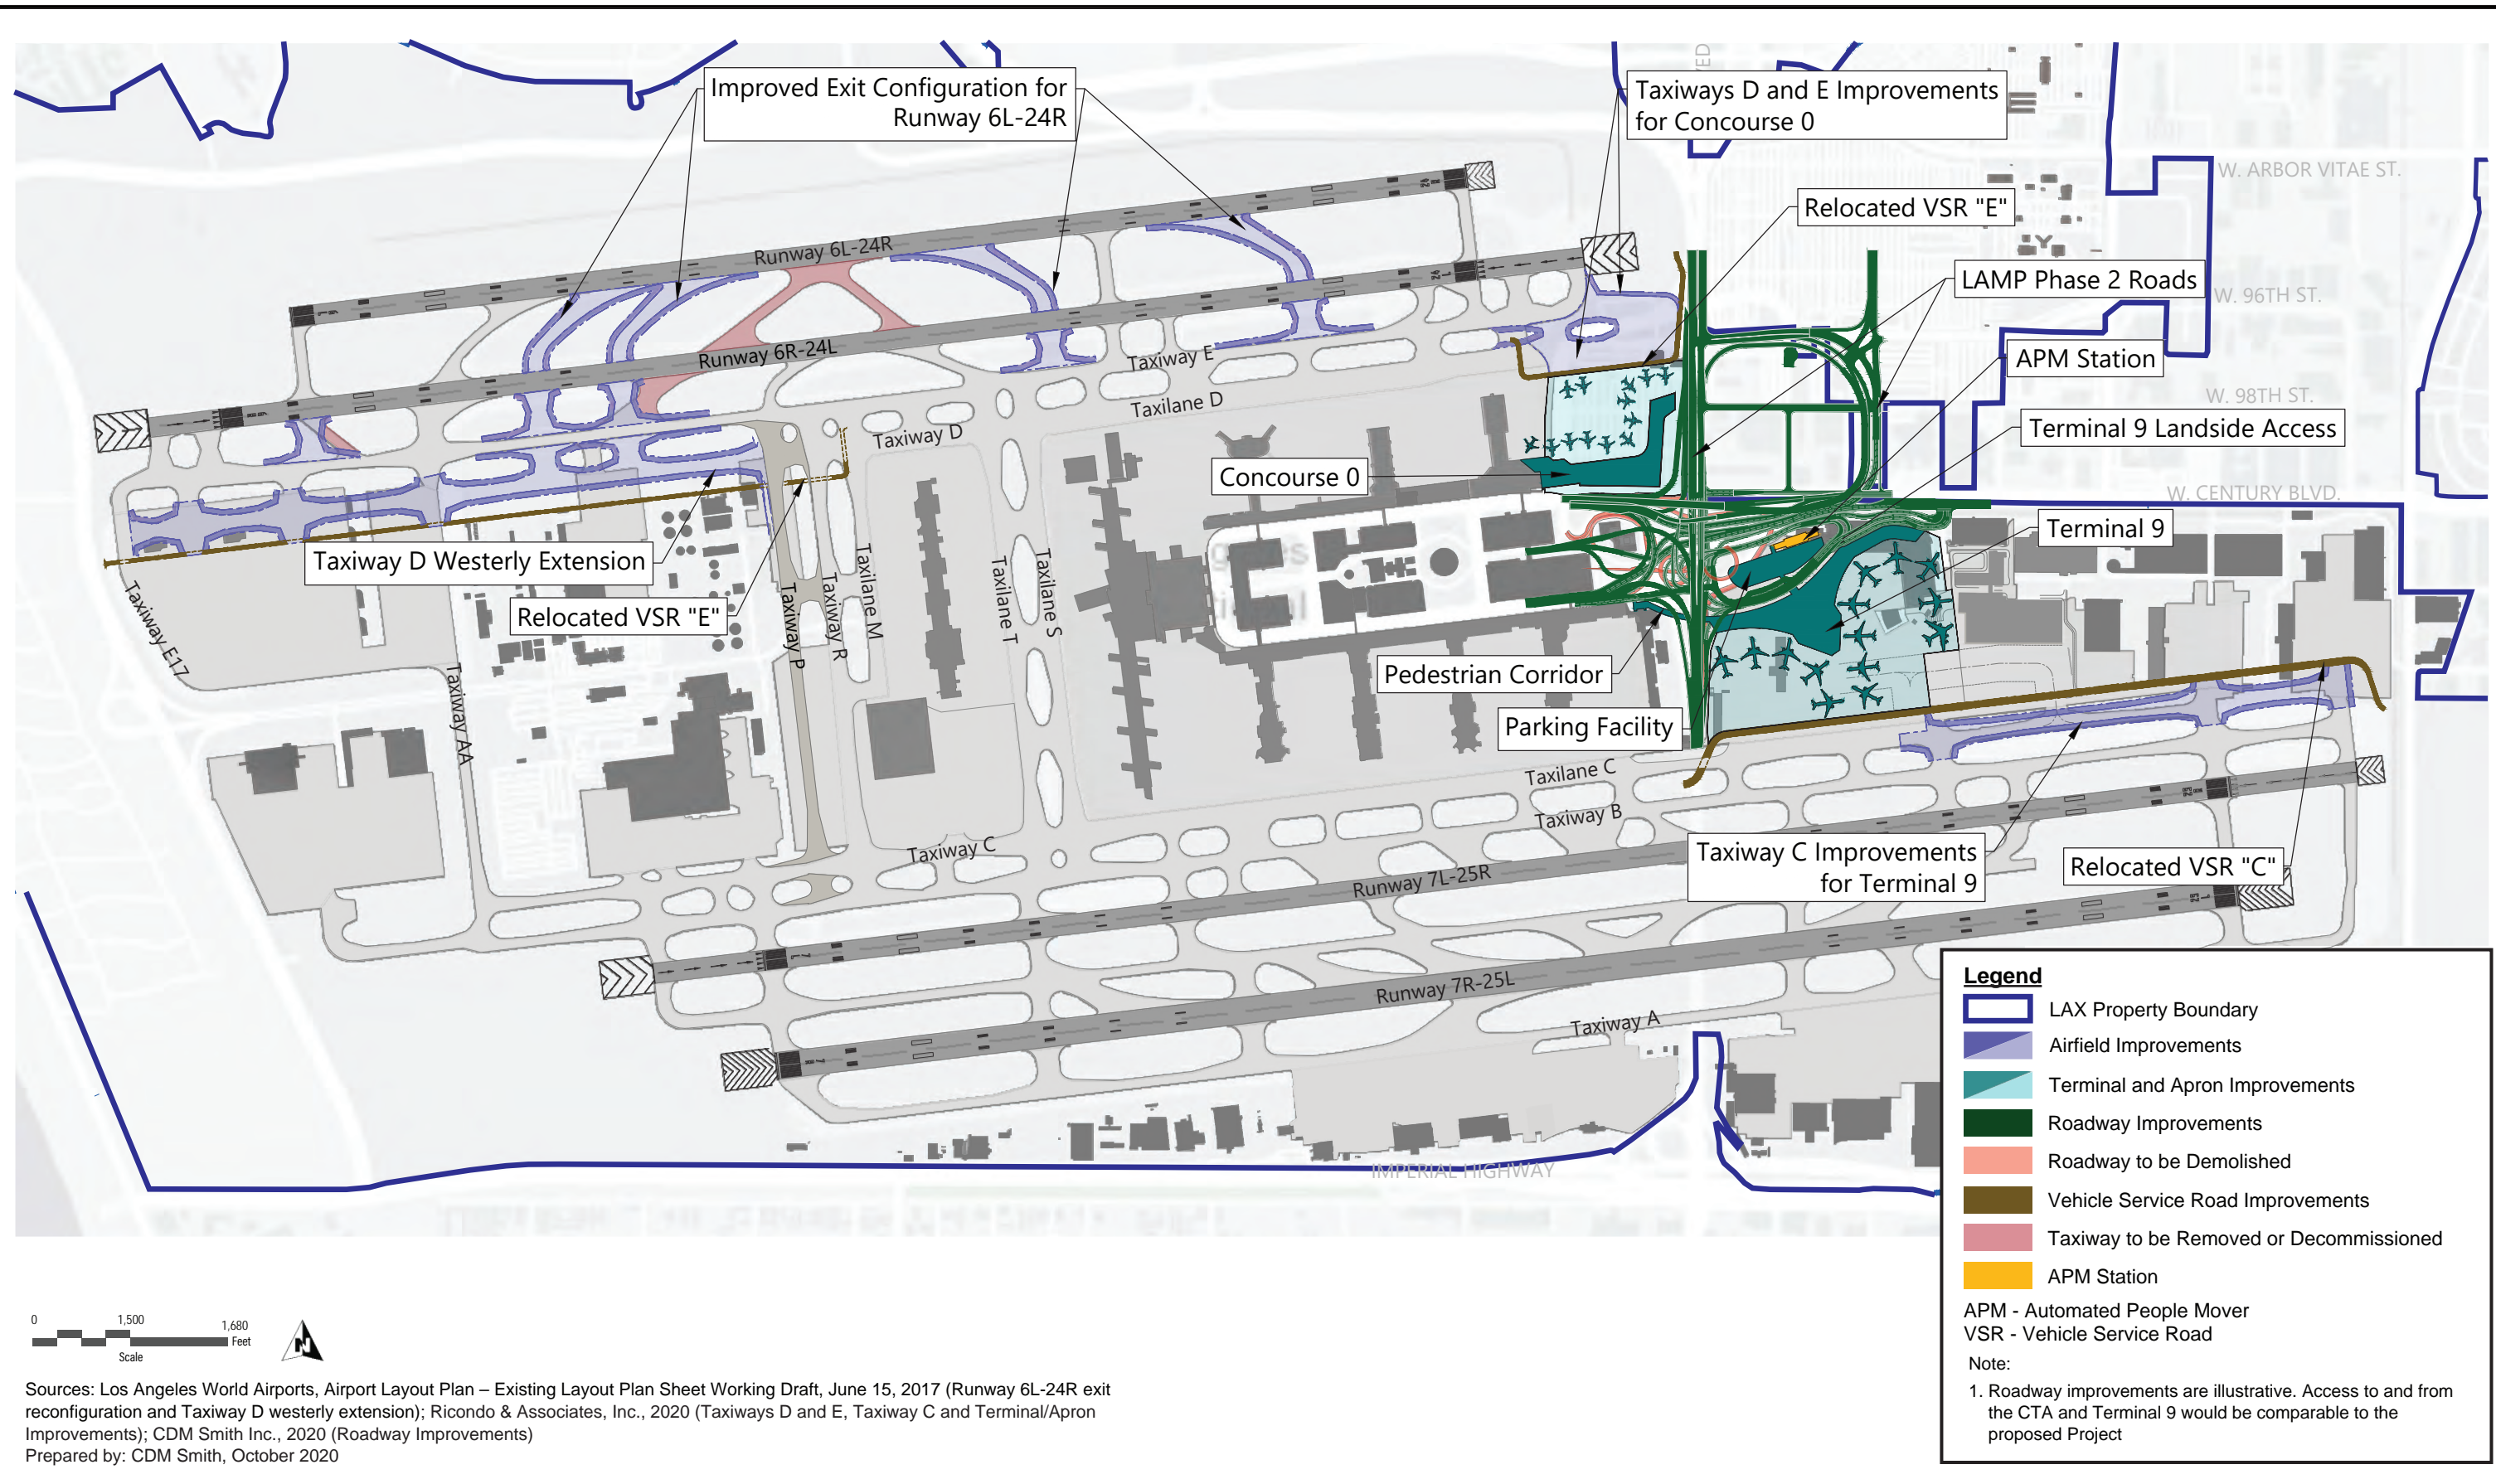 Improved Exit Configuration for
Runway 6L-24R
Taxiways D and E Improvements
for Concourse 0
W. ARBOR VITAE ST.
Relocated VSR "E"
Runway 6L-24R
LAMP Phase 2 Roads
W. 96TH ST.
Runway 6R-24L
Taxiway E
APM Station
W. 98TH ST.
Taxilane D
Taxiway D
Terminal 9 Landside Access
Concourse 0
W. CENTURY BLVD.
Terminal 9
Taxiway D Westerly Extension
Relocated VSR "E"
Taxiway E17
Taxiway AA
Taxiway P
Taxiway R
Taxilane M
Taxilane T
Taxilane S
Pedestrian Corridor
Parking Facility
Taxilane C
Taxiway B
Taxiway C
Taxiway C Improvements
for Terminal 9
Relocated VSR "C"
Runway 7L-25R
Runway 7R-25L
Taxiway A
IMPERIAL HIGHWAY
Legend
LAX Property Boundary
Airfield Improvements
Terminal and Apron Improvements
Roadway Improvements
Roadway to be Demolished
Vehicle Service Road Improvements
Taxiway to be Removed or Decommissioned
APM Station
APM - Automated People Mover
VSR - Vehicle Service Road
Note:
1. Roadway improvements are illustrative. Access to and from
the CTA and Terminal 9 would be comparable to the
proposed Project
0 1,500 1,680
Feet
Scale
N
Sources: Los Angeles World Airports, Airport Layout Plan – Existing Layout Plan Sheet Working Draft, June 15, 2017 (Runway 6L-24R exit
reconfiguration and Taxiway D westerly extension); Ricondo & Associates, Inc., 2020 (Taxiways D and E, Taxiway C and Terminal/Apron
Improvements); CDM Smith Inc., 2020 (Roadway Improvements)
Prepared by: CDM Smith, October 2020